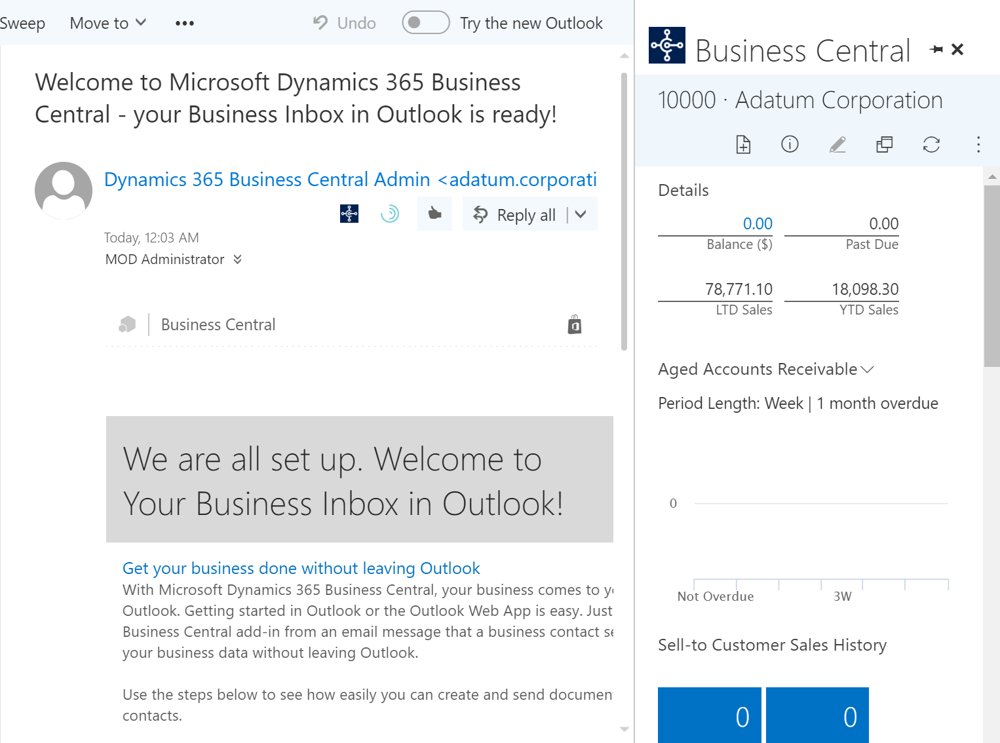 Sweep Move to Undo Try the new Outlook
Welcome to Microsoft Dynamics 365 Business
Central - your Business Inbox in Outlook is ready!
Dynamics 365 Business Central Admin <adatum.corporati
Reply all
Today, 12:03 AM
MOD Administrator
Business Central
We are all set up. Welcome to
Your Business Inbox in Outlook!
Get your business done without leaving Outlook
With Microsoft Dynamics 365 Business Central, your business comes to
Outlook. Getting started in Outlook or the Outlook Web App is easy. Just
Business Central add-in from an email message that a business contact
your business data without leaving Outlook.
Use the steps below to see how easily you can create and send documen
contacts.
Business Central
10000 · Adatum Corporation
Details
0.00 0.00
Balance ($) Past Due
78,771.10 18,098.30
LTD Sales YTD Sales
Aged Accounts Receivable
Period Length: Week | 1 month overdue
0
Not Overdue 3W
Sell-to Customer Sales History
0 0